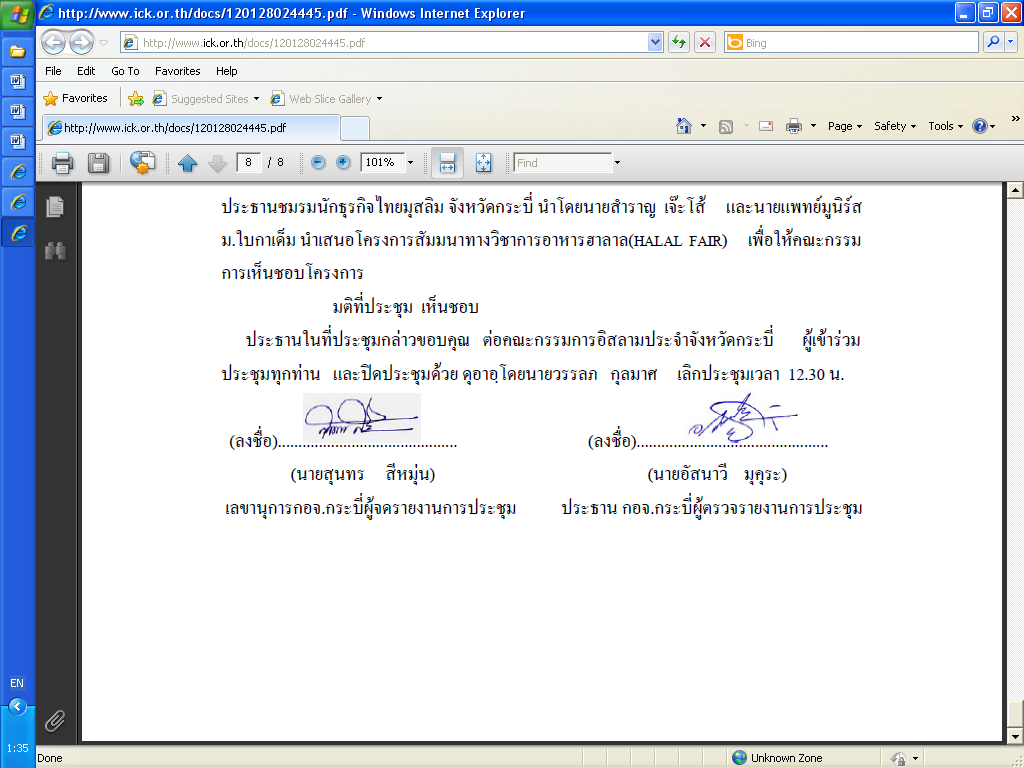 http://www.ick.or.th/docs/120128024445.pdf - Windows Internet Explorer
http://www.ick.or.th/docs/120128024445.pdf
Bing
File Edit Go To Favorites Help
Favorites Suggested Sites Web Slice Gallery
http://www.ick.or.th/docs/120128024445.pdf
Page Safety Tools
8 / 8 101% Find
ประธานชมรมนักธุรกิจไทยมุสลิม จังหวัดกระบี่ นำโดยนายสำราญ เจ๊ะโส้ และนายแพทย์มูนิร์ส
ม.ใบกาเด็ม นำเสนอโครงการสัมมนาทางวิชาการอาหารฮาลาล(HALAL FAIR) เพื่อให้คณะกรรม
การเห็นชอบโครงการ
มติที่ประชุม เห็นชอบ
ประธานในที่ประชุมกล่าวขอบคุณ ต่อคณะกรรมการอิสลามประจำจังหวัดกระบี่ ผู้เข้าร่วม
ประชุมทุกท่าน และปิดประชุมด้วย ดุอาอฺโดยนายวรรลภ กุลมาศ เลิกประชุมเวลา 12.30 น.
(ลงชื่อ)............................................ (ลงชื่อ)...............................................
(นายสุนทร สีหมุ่น) (นายอัสนาวี มุคุระ)
เลขานุการกอจ.กระบี่ผู้จดรายงานการประชุม ประธาน กอจ.กระบี่ผู้ตรวจรายงานการประชุม
EN
1:35
Done Unknown Zone